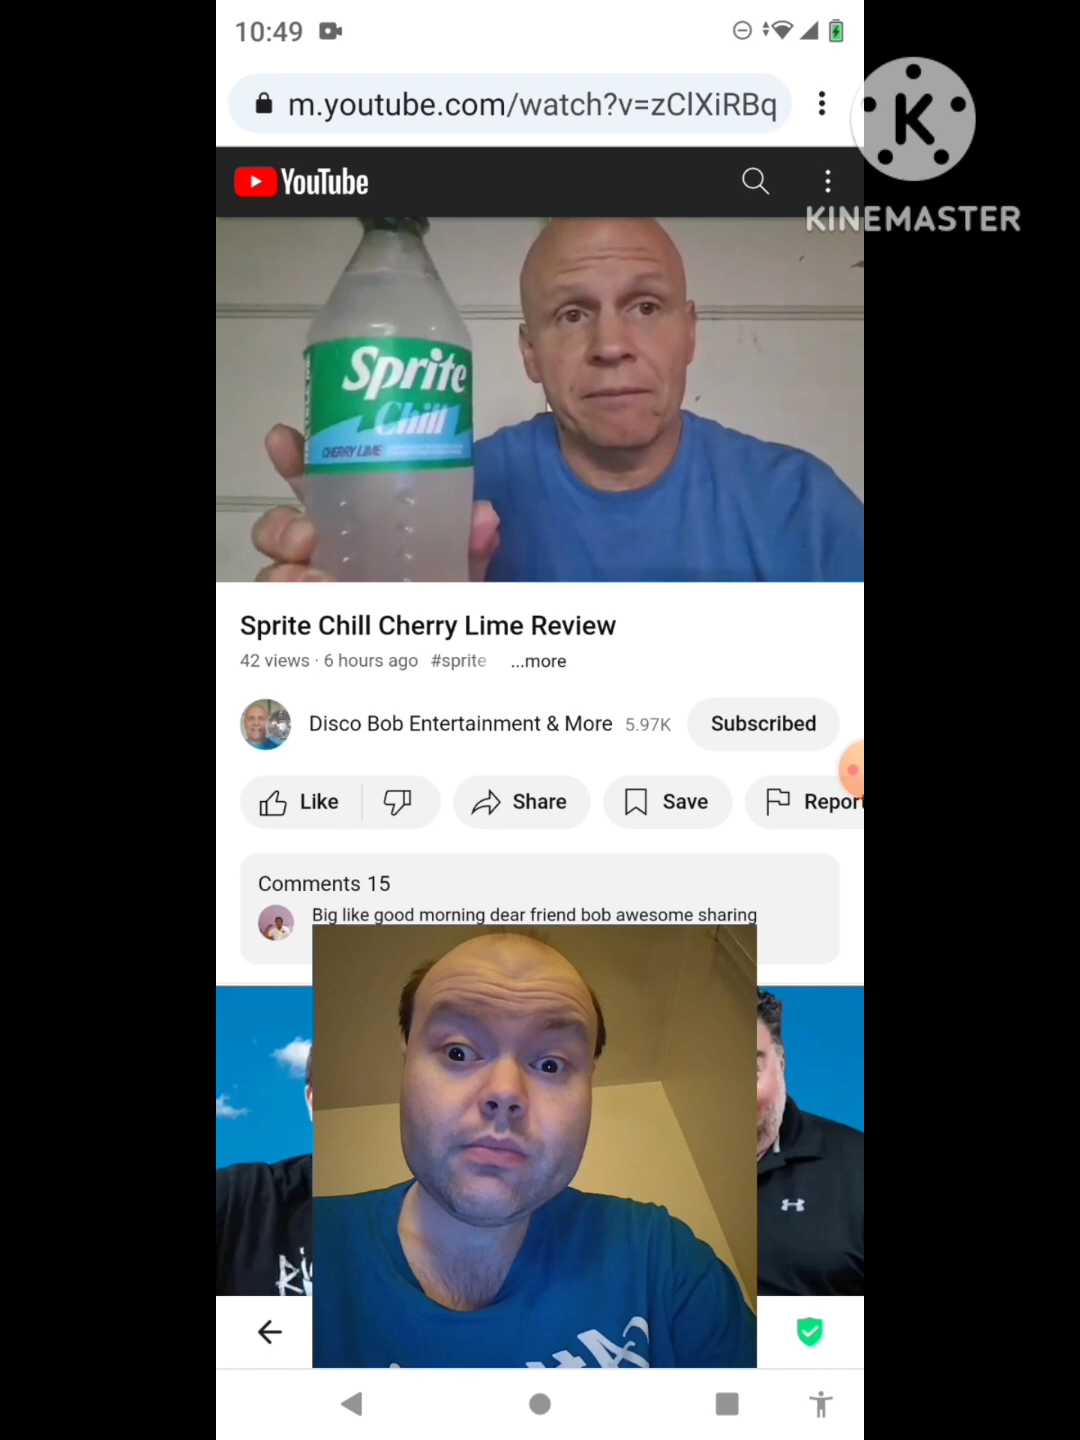 10:49
m.youtube.com/watch?v=zClXiRBq
K
KINEMASTER
YouTube
Sprite
Chill
CHERRY LIME
Sprite Chill Cherry Lime Review
42 views · 6 hours ago #sprite ...more
Disco Bob Entertainment & More 5.97K Subscribed
Like Share Save Report
Comments 15
Big like good morning dear friend bob awesome sharing